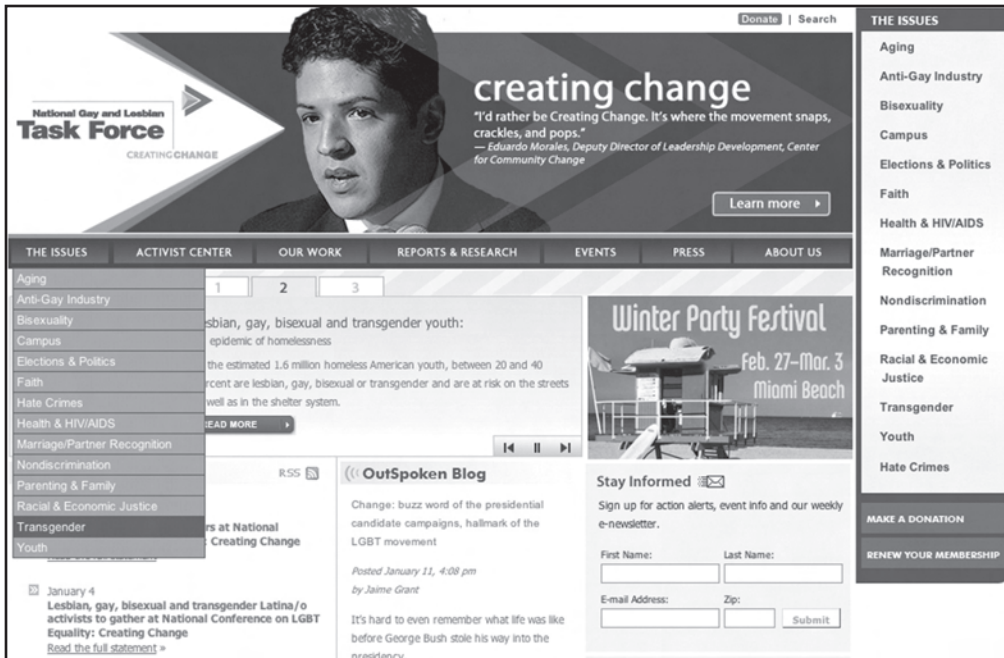 Donate | Search
National Gay and Lesbian
Task Force
CREATINGCHANGE
creating change
"I'd rather be Creating Change. It's where the movement snaps,
crackles, and pops."
— Eduardo Morales, Deputy Director of Leadership Development, Center
for Community Change
Learn more
THE ISSUES
ACTIVIST CENTER
OUR WORK
REPORTS & RESEARCH
EVENTS
PRESS
ABOUT US
Aging
Anti-Gay Industry
Bisexuality
Campus
Elections & Politics
Faith
Hate Crimes
Health & HIV/AIDS
Marriage/Partner Recognition
Nondiscrimination
Parenting & Family
Racial & Economic Justice
Transgender
Youth
1
2
3
gay, bisexual and transgender youth:
epidemic of homelessness
the estimated 1.6 million homeless American youth, between 20 and 40
are lesbian, gay, bisexual or transgender and are at risk on the streets
well as in the shelter system.
READ MORE
Winter Party Festival
Feb. 27–Mar. 3
Miami Beach
RSS
at National
Creating Change
Read the full statement »
January 4
Lesbian, gay, bisexual and transgender Latina/o
activists to gather at National Conference on LGBT
Equality: Creating Change
Read the full statement »
OutSpoken Blog
Change: buzz word of the presidential
candidate campaigns, hallmark of the
LGBT movement
Posted January 11, 4:08 pm
by Jaime Grant
It's hard to even remember what life was like
before George Bush stole his way into the
presidency
Stay Informed
Sign up for action alerts, event info and our weekly
e-newsletter.
First Name:
Last Name:
E-mail Address:
Zip:
Submit
THE ISSUES
Aging
Anti-Gay Industry
Bisexuality
Campus
Elections & Politics
Faith
Health & HIV/AIDS
Marriage/Partner
Recognition
Nondiscrimination
Parenting & Family
Racial & Economic
Justice
Transgender
Youth
Hate Crimes
MAKE A DONATION
RENEW YOUR MEMBERSHIP